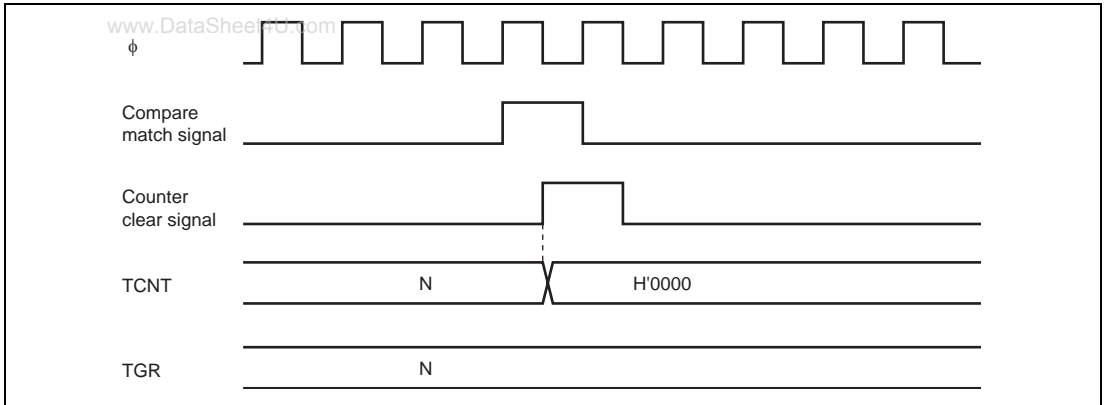 www.DataSheet4U.com
ϕ
Compare
match signal
Counter
clear signal
TCNT
N
H'0000
TGR
N